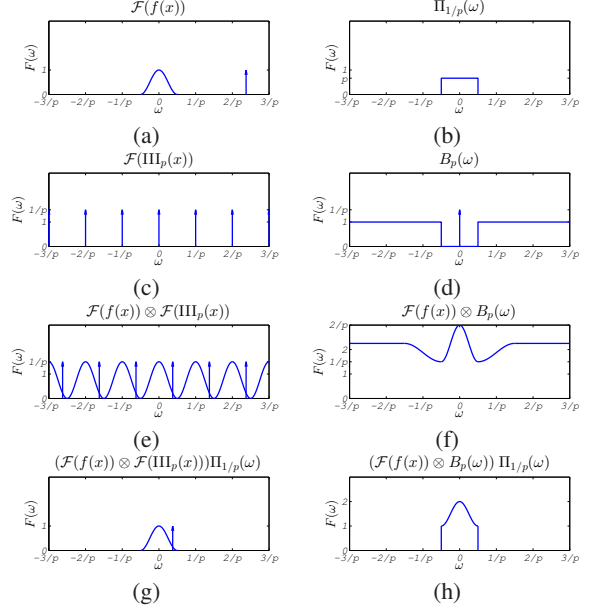 𝓕(f(x))
F(ω)
1
0
-3/p -2/p -1/p 0 1/p 2/p 3/p
ω
(a)
Π₁/ₚ(ω)
F(ω)
1
p
0
-3/p -2/p -1/p 0 1/p 2/p 3/p
ω
(b)
𝓕(IIIₚ(x))
F(ω)
1/p
1
0
-3/p -2/p -1/p 0 1/p 2/p 3/p
ω
(c)
Bₚ(ω)
F(ω)
1/p
1
0
-3/p -2/p -1/p 0 1/p 2/p 3/p
ω
(d)
𝓕(f(x)) ⊗ 𝓕(IIIₚ(x))
F(ω)
1/p
1
0
-3/p -2/p -1/p 0 1/p 2/p 3/p
ω
(e)
𝓕(f(x)) ⊗ Bₚ(ω)
F(ω)
2/p
2
1/p
1
0
-3/p -2/p -1/p 0 1/p 2/p 3/p
ω
(f)
(𝓕(f(x)) ⊗ 𝓕(IIIₚ(x)))Π₁/ₚ(ω)
F(ω)
1
0
-3/p -2/p -1/p 0 1/p 2/p 3/p
ω
(g)
(𝓕(f(x)) ⊗ Bₚ(ω)) Π₁/ₚ(ω)
F(ω)
2
1
0
-3/p -2/p -1/p 0 1/p 2/p 3/p
ω
(h)